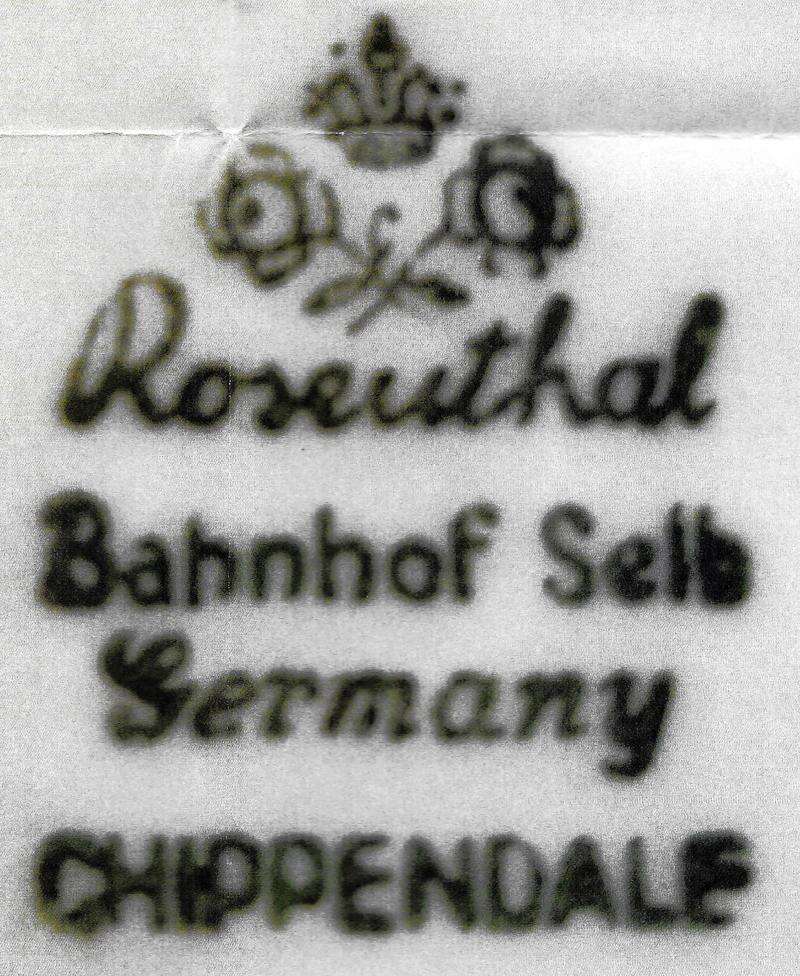 Rosenthal
Bahnhof Selb
Germany
CHIPPENDALE